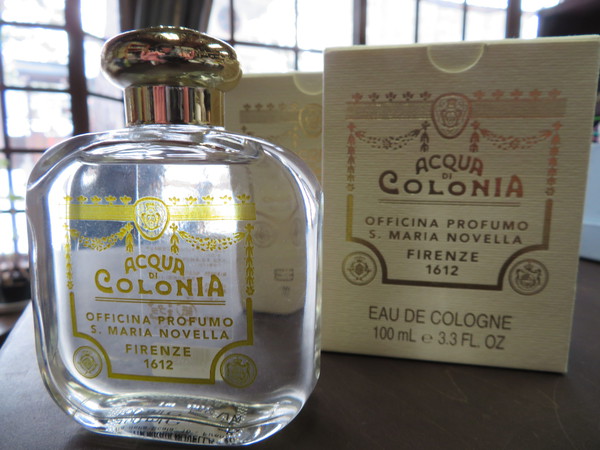 ACQUA
DI
COLONIA
OFFICINA PROFUMO
S. MARIA NOVELLA
FIRENZE
1612
ACQUA
DI
COLONIA
OFFICINA PROFUMO
S. MARIA NOVELLA
FIRENZE
1612
EAU DE COLOGNE
100 mL e 3.3 FL. OZ